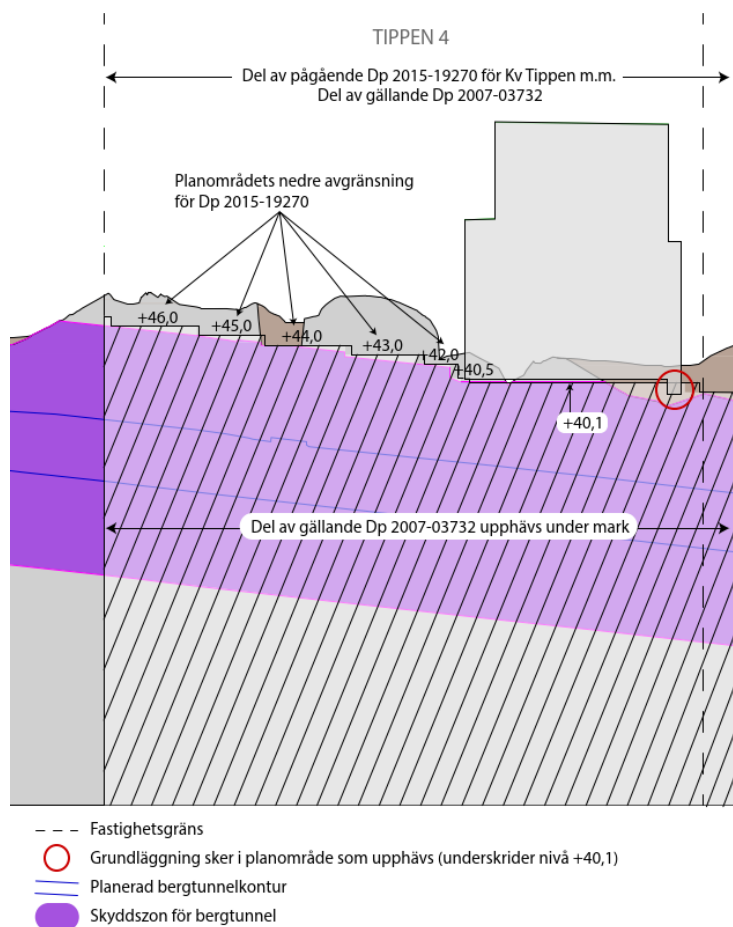 TIPPEN 4
Del av pågående Dp 2015-19270 för Kv Tippen m.m.
Del av gällande Dp 2007-03732
Planområdets nedre avgränsning
för Dp 2015-19270
+46,0
+45,0
+44,0
+43,0
+42,0
+40,5
+40,1
Del av gällande Dp 2007-03732 upphävs under mark
Fastighetsgräns
Grundläggning sker i planområde som upphävs (underskrider nivå +40,1)
Planerad bergtunnelkontur
Skyddszon för bergtunnel